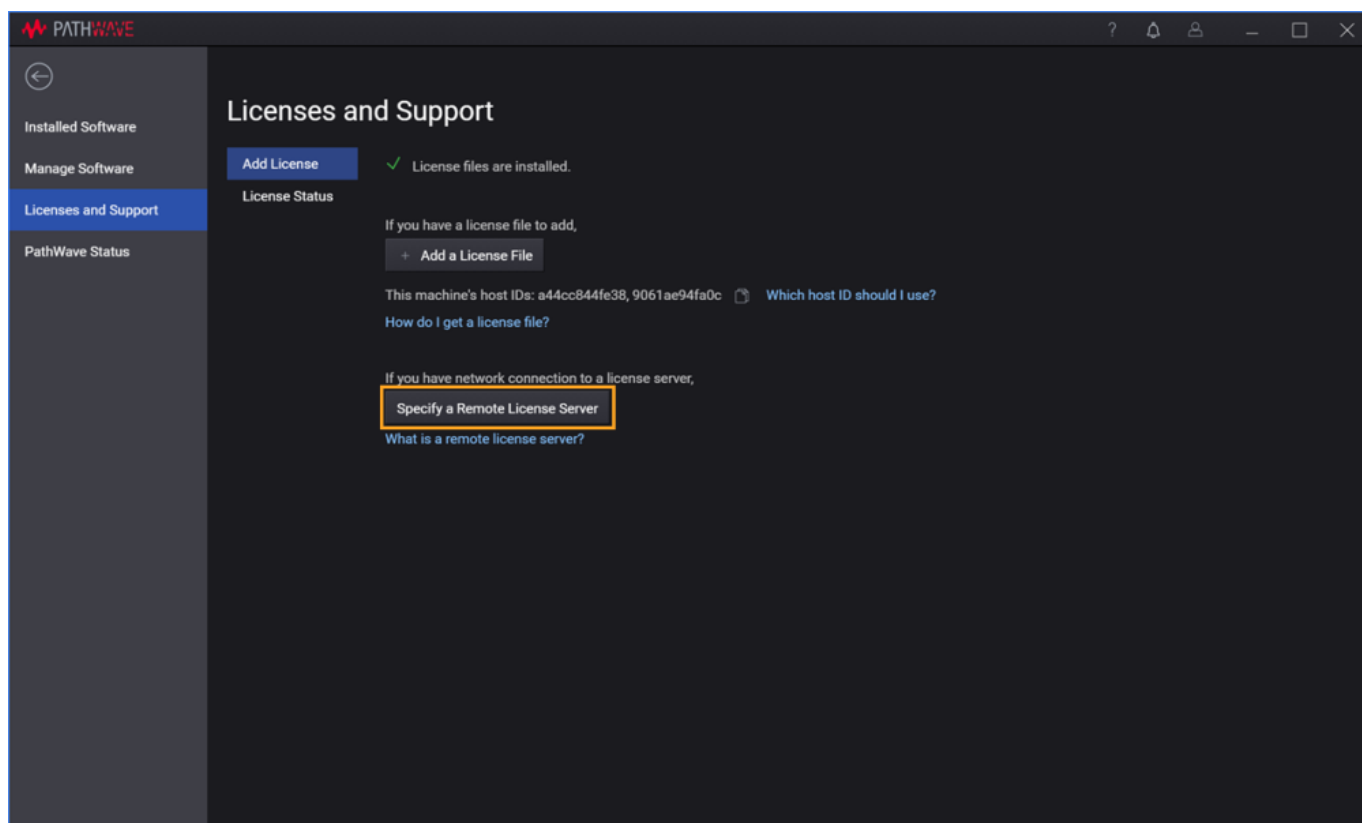 PATHWAVE
?
Installed Software
Manage Software
Licenses and Support
PathWave Status
Licenses and Support
Add License
License Status
License files are installed.
If you have a license file to add,
+ Add a License File
This machine's host IDs: a44cc844fe38, 9061ae94fa0c Which host ID should I use?
How do I get a license file?
If you have network connection to a license server,
Specify a Remote License Server
What is a remote license server?